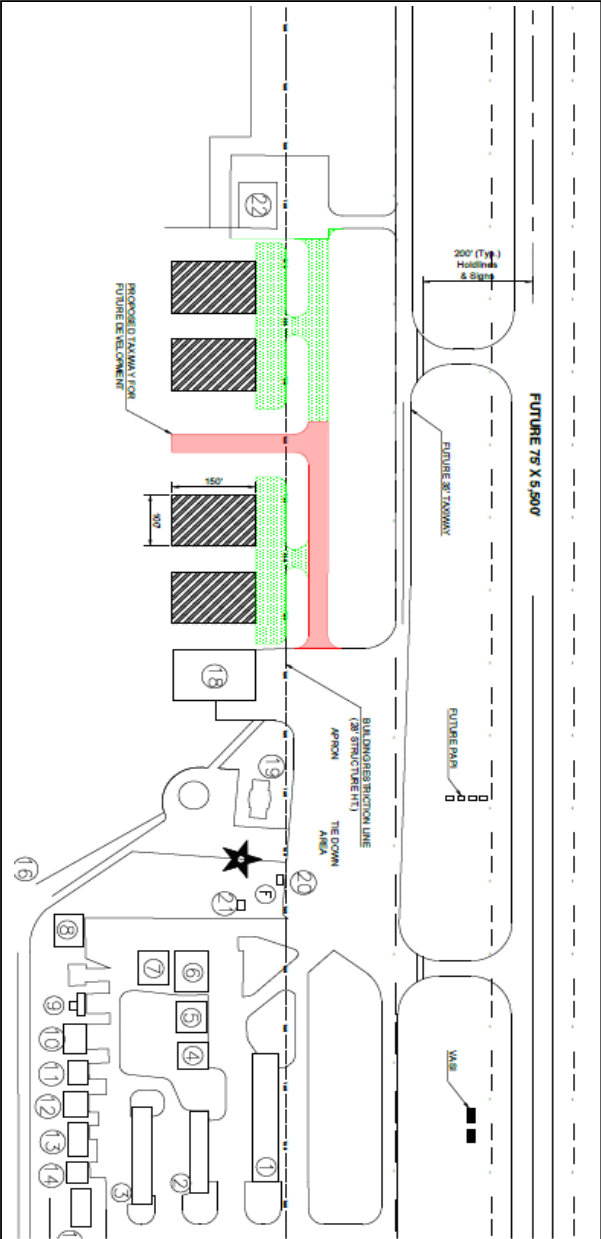 22
200' (Typ.)
Holdlines
& Signs
PROPOSED TAXIWAY FOR
FUTURE DEVELOPMENT
FUTURE 75' X 5,500'
FUTURE 35' TAXIWAY
150'
100'
18
BUILDING RESTRICTION LINE
(28' STRUCTURE HT.)
APRON
TIE DOWN
AREA
FUTURE PAPI
19
16
20
F
21
8
7
6
9
5
10
4
11
VASI
12
13
14
3
2
1